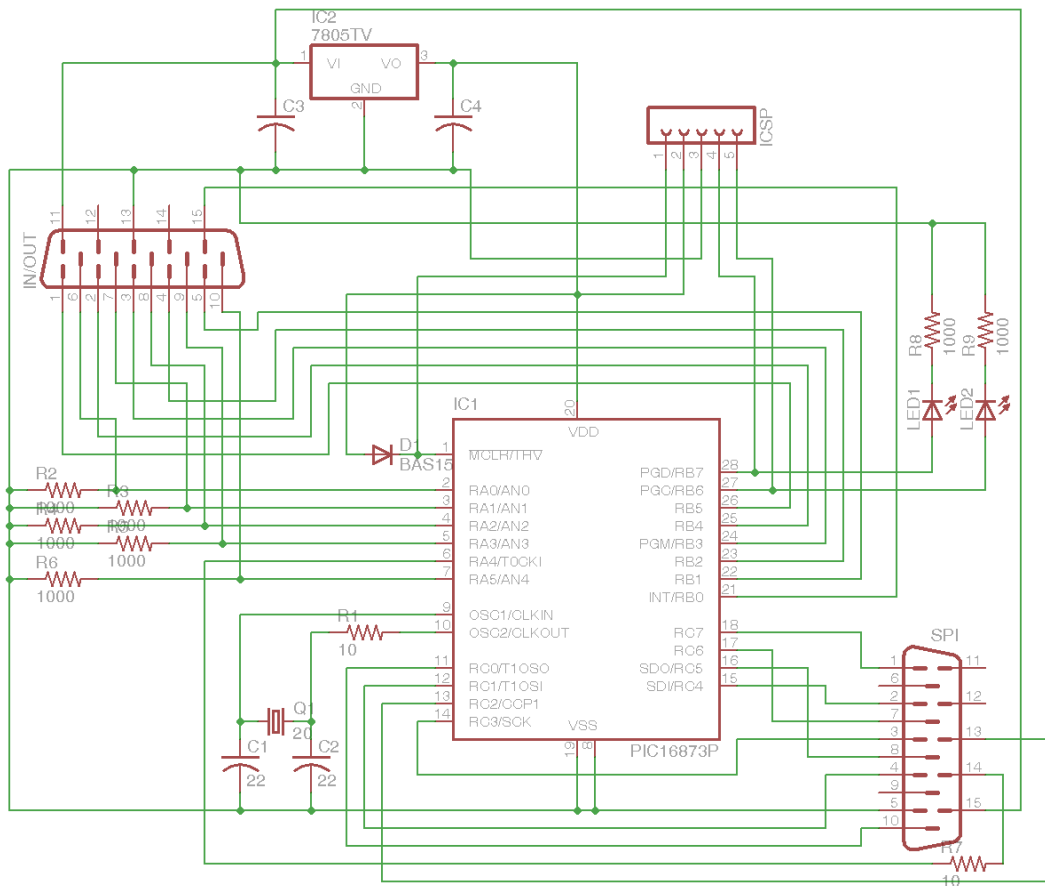 IC2
7805TV
1 VI VO 3
GND
2
C3
C4
ICSP
1 2 3 4 5
11 12 13 14 15
IN/OUT
1 6 2 7 3 8 4 9 5 10
R8
1000
R9
1000
LED1
LED2
IC1
20
VDD
D1
BAS15
1 MCLR/THV
2 RA0/AN0
3 RA1/AN1
4 RA2/AN2
5 RA3/AN3
6 RA4/T0CKI
7 RA5/AN4
9 OSC1/CLKIN
10 OSC2/CLKOUT
11 RC0/T1OSO
12 RC1/T1OSI
13 RC2/CCP1
14 RC3/SCK
PGD/RB7 28
PGC/RB6 27
RB5 26
RB4 25
PGM/RB3 24
RB2 23
RB1 22
INT/RB0 21
RC7 18
RC6 17
SDO/RC5 16
SDI/RC4 15
VSS
19 8
PIC16873P
R2
1000
R3
1000
1000
1000
R6
1000
R1
10
Q1
20
C1
22
C2
22
SPI
1 11
6
2 12
7
3 13
8
4 14
9
5 15
10
R7
10